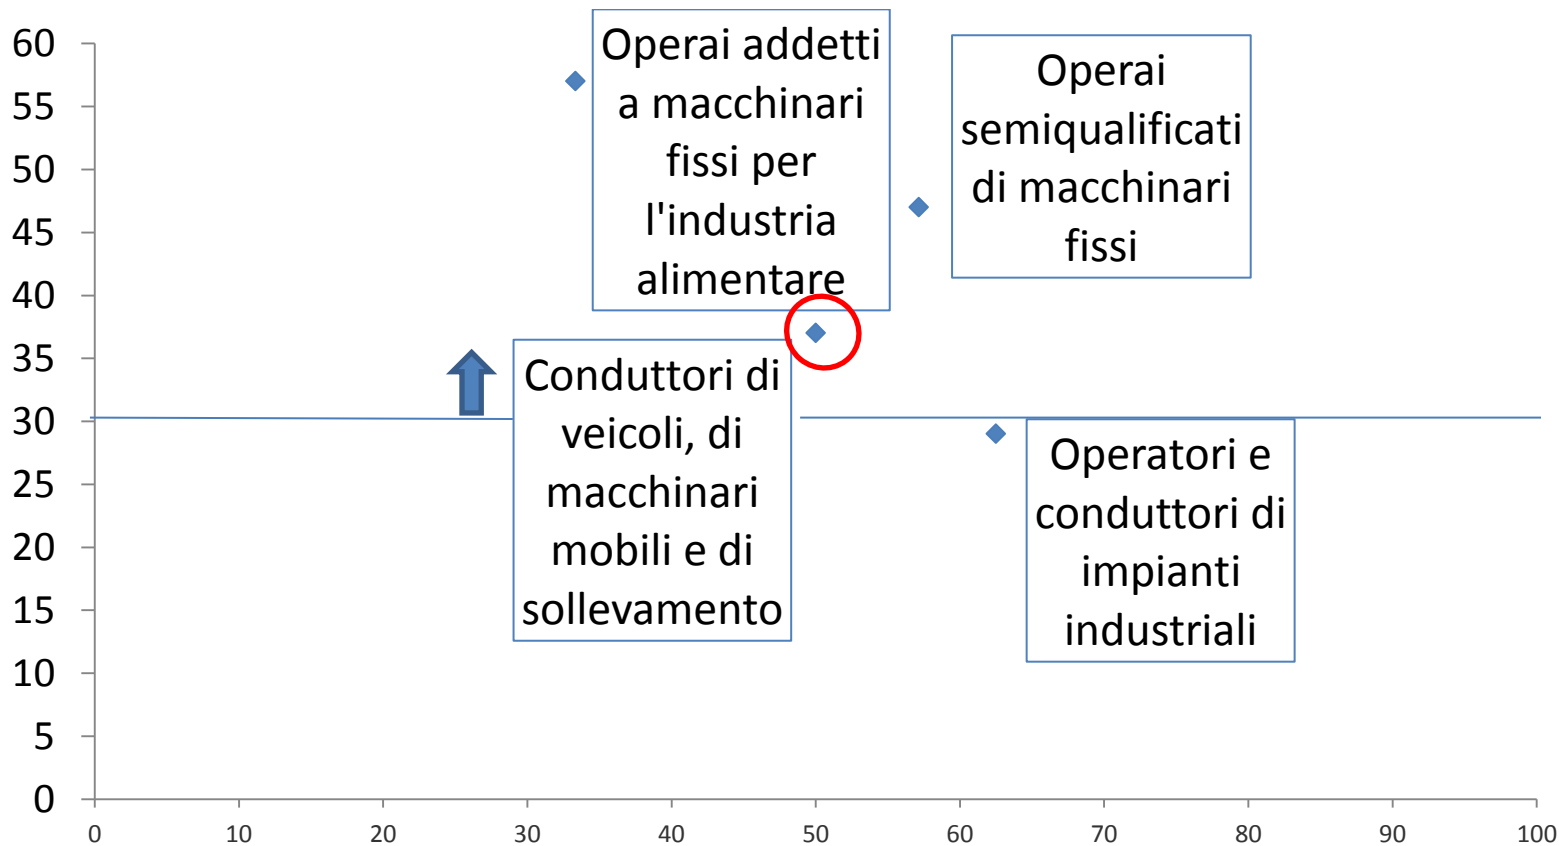 60
55
50
45
40
35
30
25
20
15
10
5
0
Operai addetti
a macchinari
fissi per
l'industria
alimentare
Operai
semiqualificati
di macchinari
fissi
Conduttori di
veicoli, di
macchinari
mobili e di
sollevamento
Operatori e
conduttori di
impianti
industriali
0 10 20 30 40 50 60 70 80 90 100